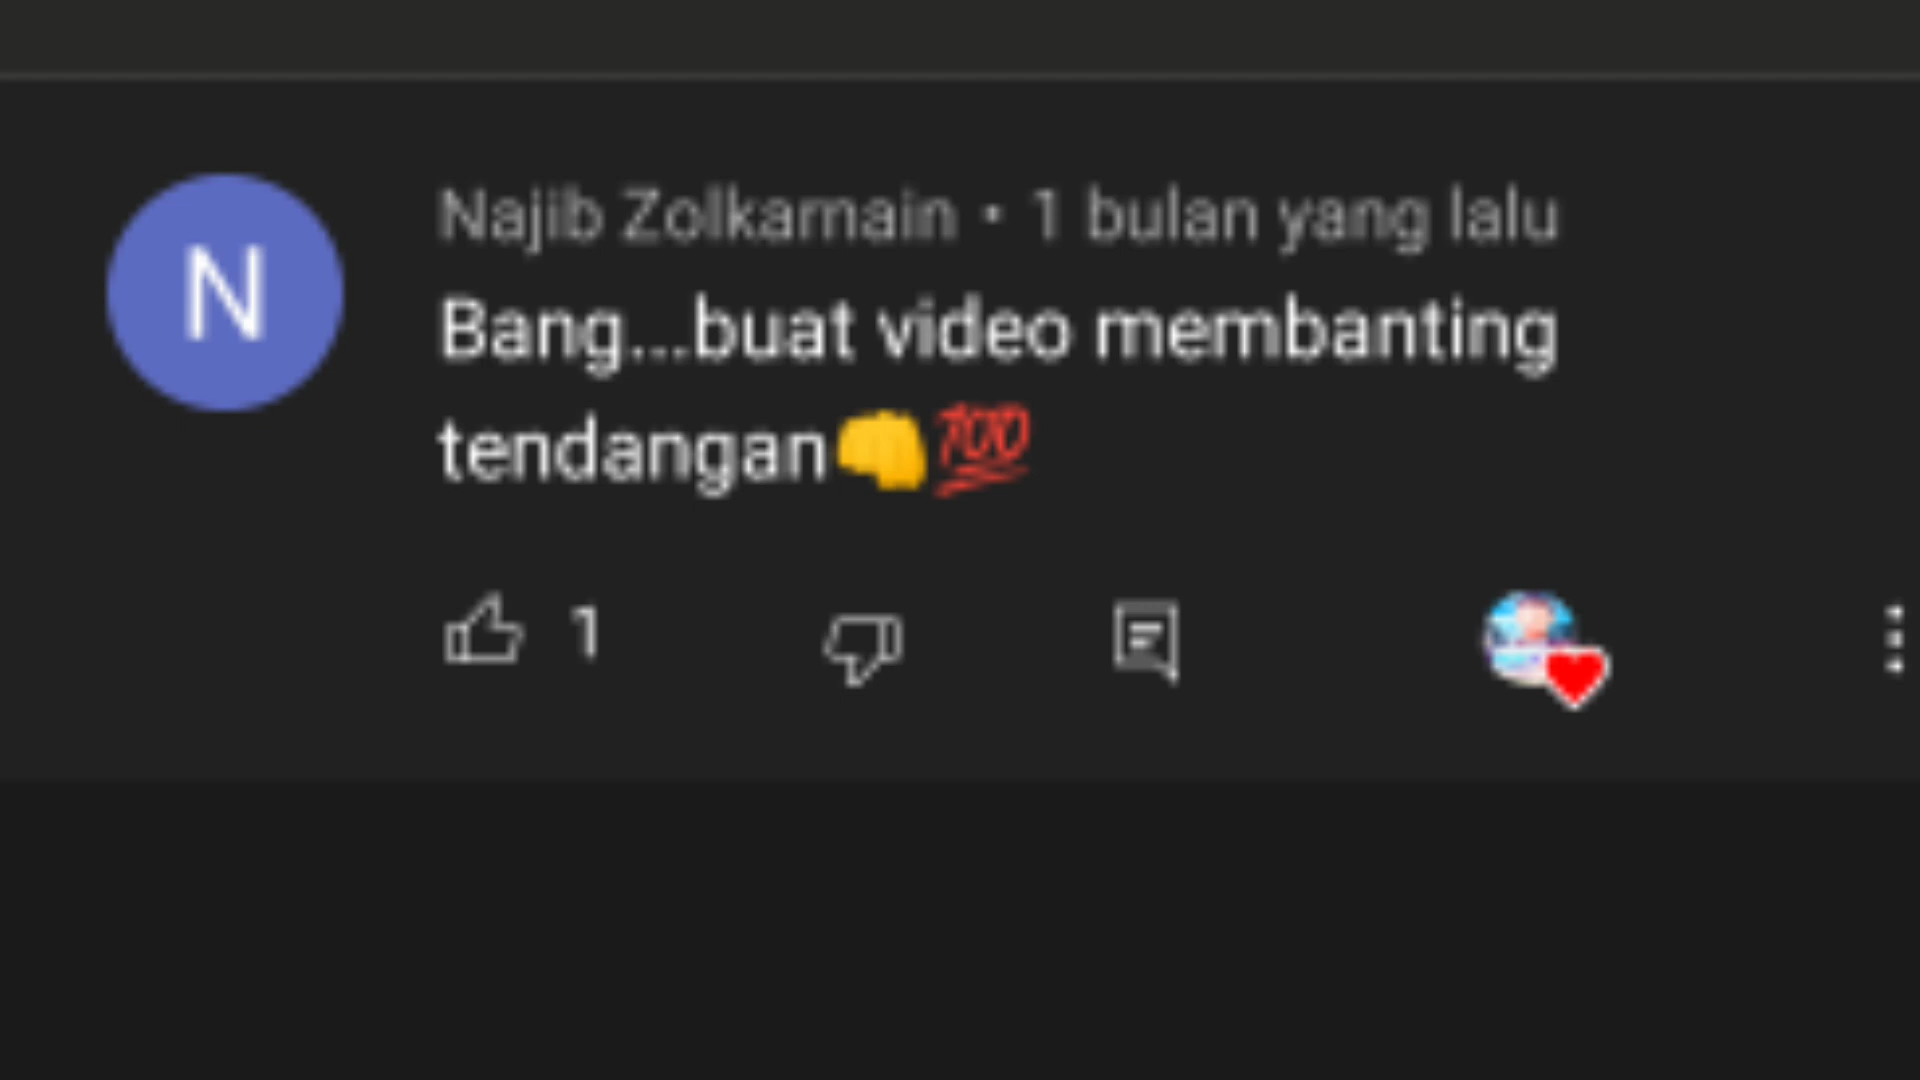 N
Najib Zolkarnain • 1 bulan yang lalu
Bang...buat video membanting
tendangan👊💯
1